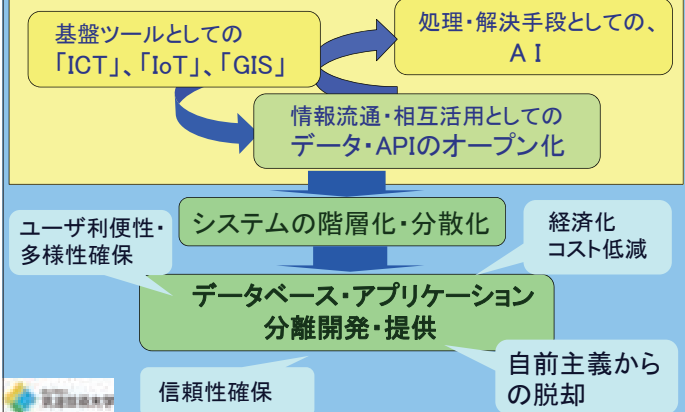 基盤ツールとしての
「ICT」、「IoT」、「GIS」
処理・解決手段としての、
ＡＩ
情報流通・相互活用としての
データ・APIのオープン化
システムの階層化・分散化
ユーザ利便性・
多様性確保
経済化
コスト低減
データベース・アプリケーション
分離開発・提供
信頼性確保
自前主義から
の脱却